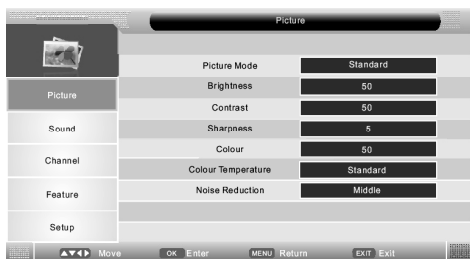 Picture
Picture Mode Standard
Brightness 50
Contrast 50
Sharpness 5
Colour 50
Colour Temperature Standard
Noise Reduction Middle
Picture
Sound
Channel
Feature
Setup
▲▼◀▶ Move OK Enter MENU Return EXIT Exit